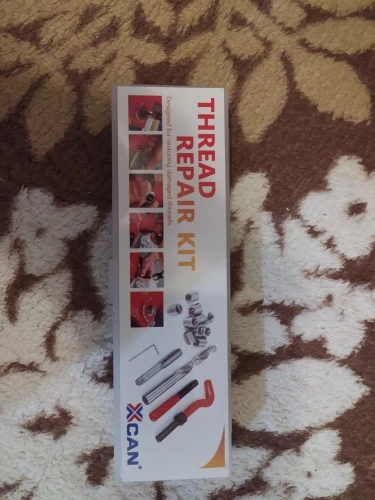 THREAD
REPAIR KIT
Designed for restoring damaged threads
XCAN®